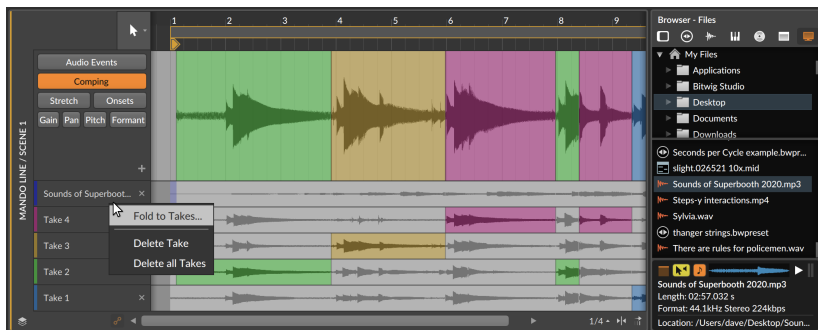 1 2 3 4 5 6 7 8 9
Audio Events
Comping
Stretch Onsets
Gain Pan Pitch Formant
+
MANDO LINE / SCENE 1
Sounds of Superboot... ×
Take 4
Take 3
Take 2
Take 1 ×
Fold to Takes...
Delete Take
Delete all Takes
1/4
Browser - Files
My Files
Applications
Bitwig Studio
Desktop
Documents
Downloads
Seconds per Cycle example.bwpr...
slight.026521 10x.mid
Sounds of Superbooth 2020.mp3
Steps-y interactions.mp4
Sylvia.wav
thanger strings.bwpreset
There are rules for policemen.wav
Sounds of Superbooth 2020.mp3
Length: 02:57.032 s
Format: 44.1kHz Stereo 224kbps
Location: /Users/dave/Desktop/Soun...